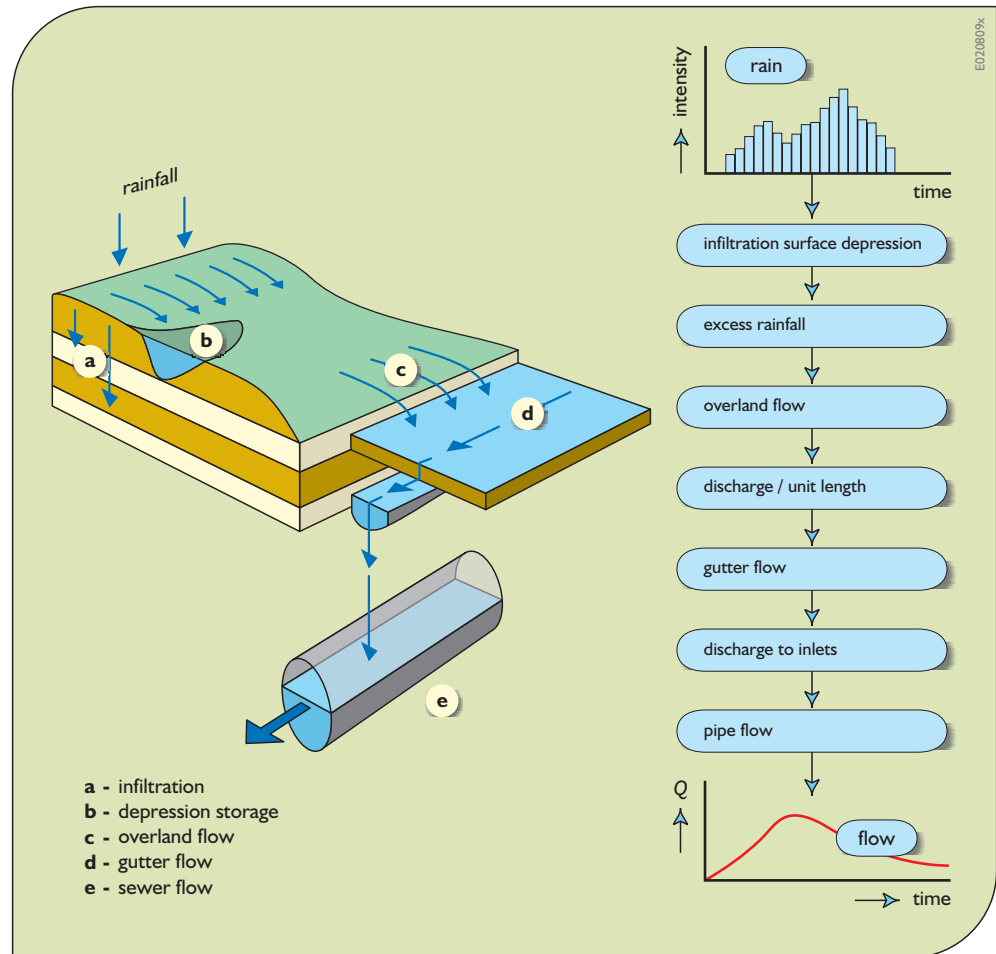 E020809x
rainfall
a
b
c
d
e
a - infiltration
b - depression storage
c - overland flow
d - gutter flow
e - sewer flow
intensity
rain
time
infiltration surface depression
excess rainfall
overland flow
discharge / unit length
gutter flow
discharge to inlets
pipe flow
Q
flow
time